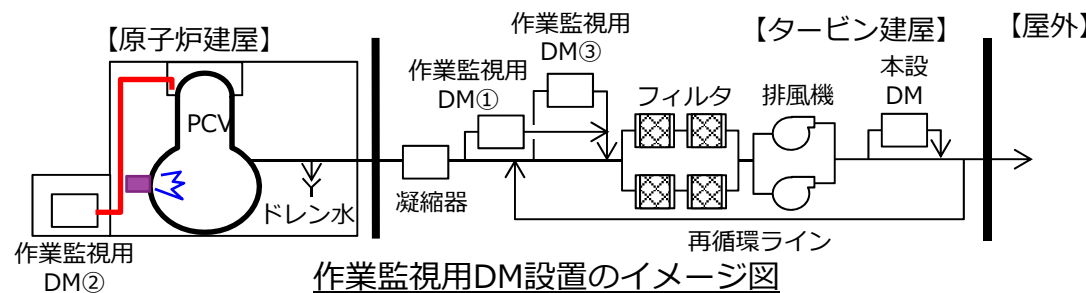 【原子炉建屋】
作業監視用
DM③
【タービン建屋】
【屋外】
作業監視用
DM①
フィルタ
排風機
本設
DM
PCV
ドレン水
凝縮器
再循環ライン
作業監視用
DM②
作業監視用DM設置のイメージ図